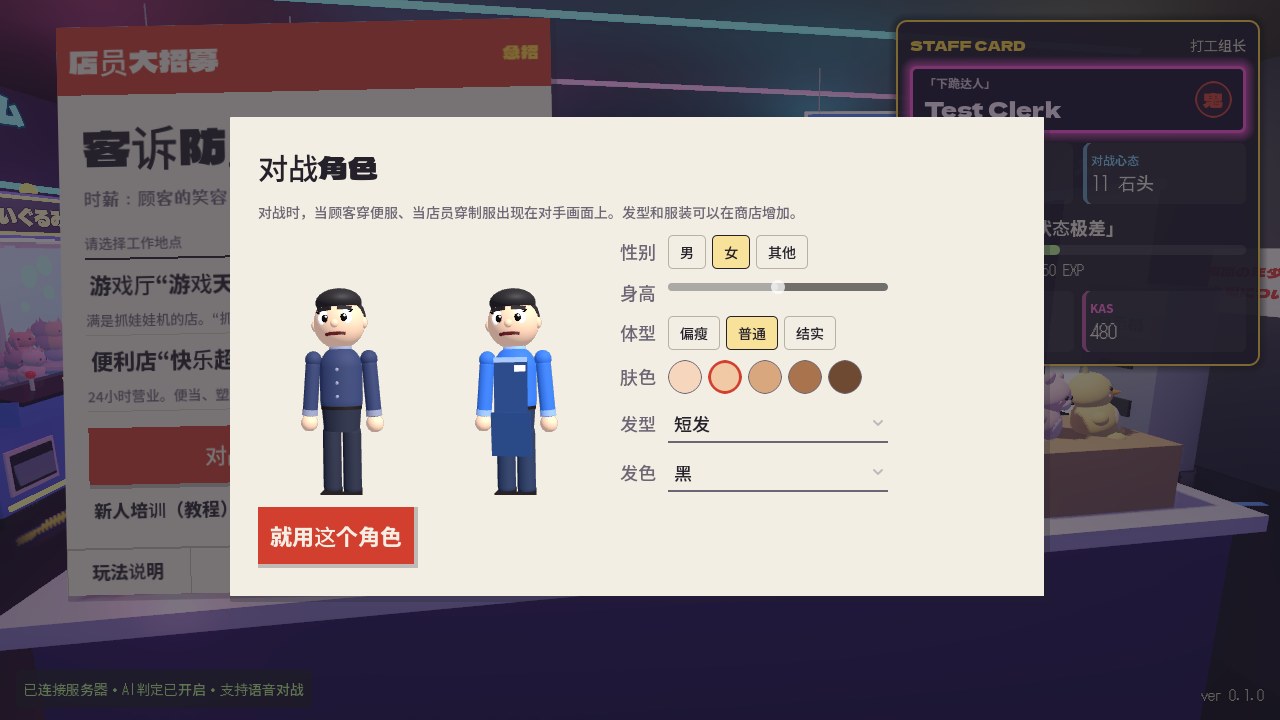 店员大招募
急招
客诉防
时薪：顾客的笑容
请选择工作地点
游戏厅“游戏天
满是抓娃娃机的店。“抓
便利店“快乐超
24小时营业。便当、塑
对
新人培训（教程）
玩法说明
STAFF CARD
打工组长
「下跪达人」
Test Clerk
对战心态
11 石头
状态极差」
50 EXP
KAS
480
对战角色
对战时，当顾客穿便服、当店员穿制服出现在对手画面上。发型和服装可以在商店增加。
性别
男
女
其他
身高
体型
偏瘦
普通
结实
肤色
发型
短发
发色
黑
就用这个角色
已连接服务器·AI判定已开启·支持语音对战
ver 0.1.0